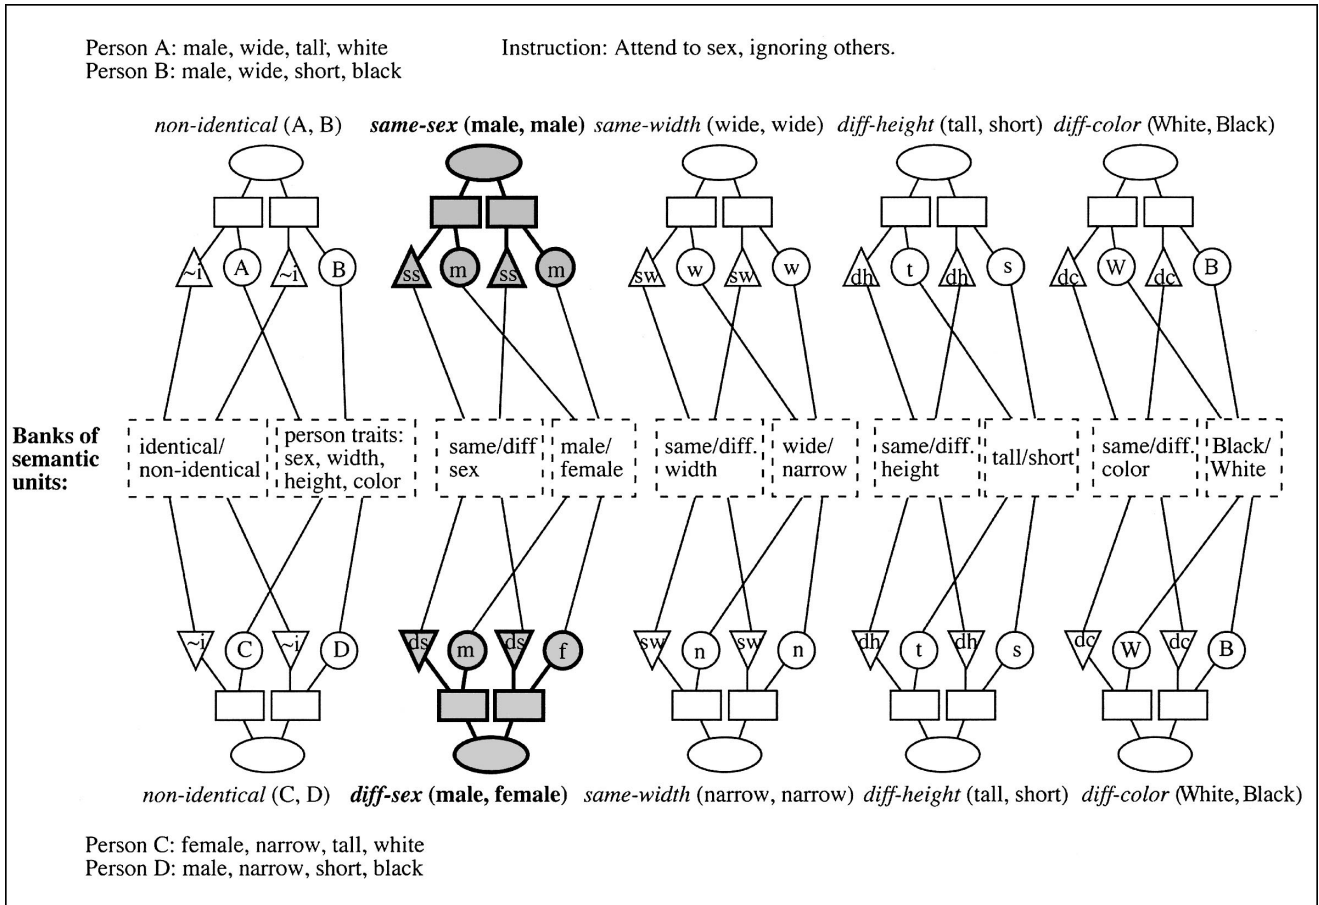 Person A: male, wide, tall, white
Instruction: Attend to sex, ignoring others.
Person B: male, wide, short, black
non-identical (A, B) same-sex (male, male) same-width (wide, wide) diff-height (tall, short) diff-color (White, Black)
~i A ~i B ss m ss m sw w sw w dh t dh s dc W dc B
Banks of
semantic
units:
identical/
non-identical
person traits:
sex, width,
height, color
same/diff
sex
male/
female
same/diff.
width
wide/
narrow
same/diff.
height
tall/short
same/diff.
color
Black/
White
~i C ~i D ds m ds f sw n sw n dh t dh s dc W dc B
non-identical (C, D) diff-sex (male, female) same-width (narrow, narrow) diff-height (tall, short) diff-color (White, Black)
Person C: female, narrow, tall, white
Person D: male, narrow, short, black